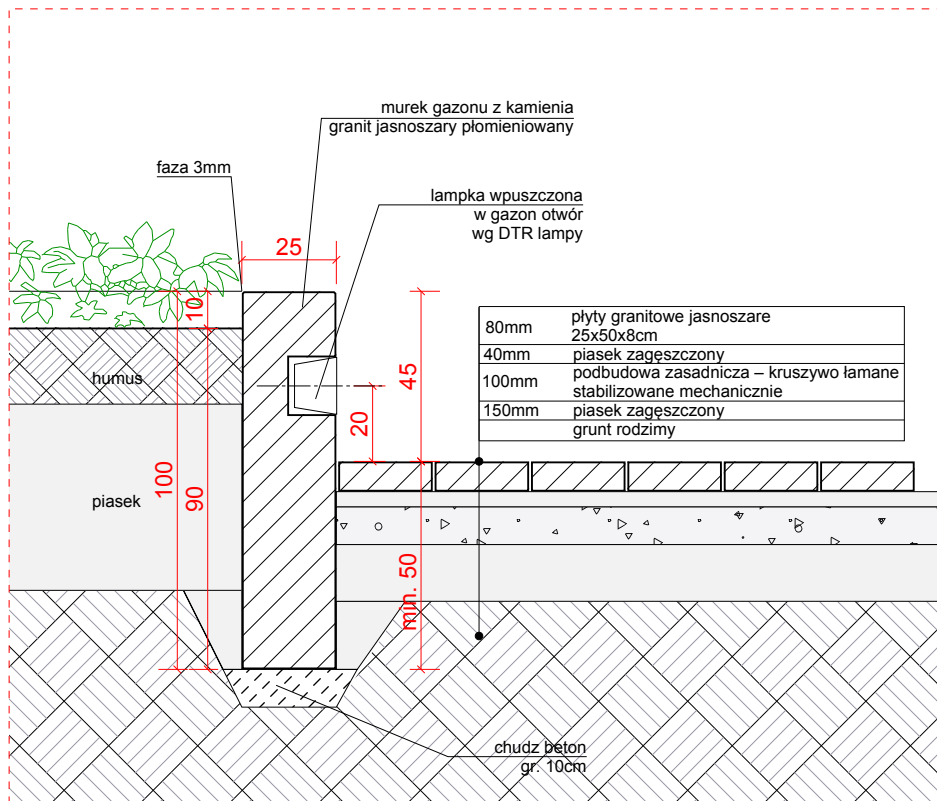 murek gazonu z kamienia
granit jasnoszary płomieniowany
faza 3mm
lampka wpuszczona
w gazon otwór
wg DTR lampy
25
10
45
20
100
90
min. 50
humus
piasek
80mm płyty granitowe jasnoszare
25x50x8cm
40mm piasek zagęszczony
100mm podbudowa zasadnicza – kruszywo łamane
stabilizowane mechanicznie
150mm piasek zagęszczony
grunt rodzimy
chudz beton
gr. 10cm